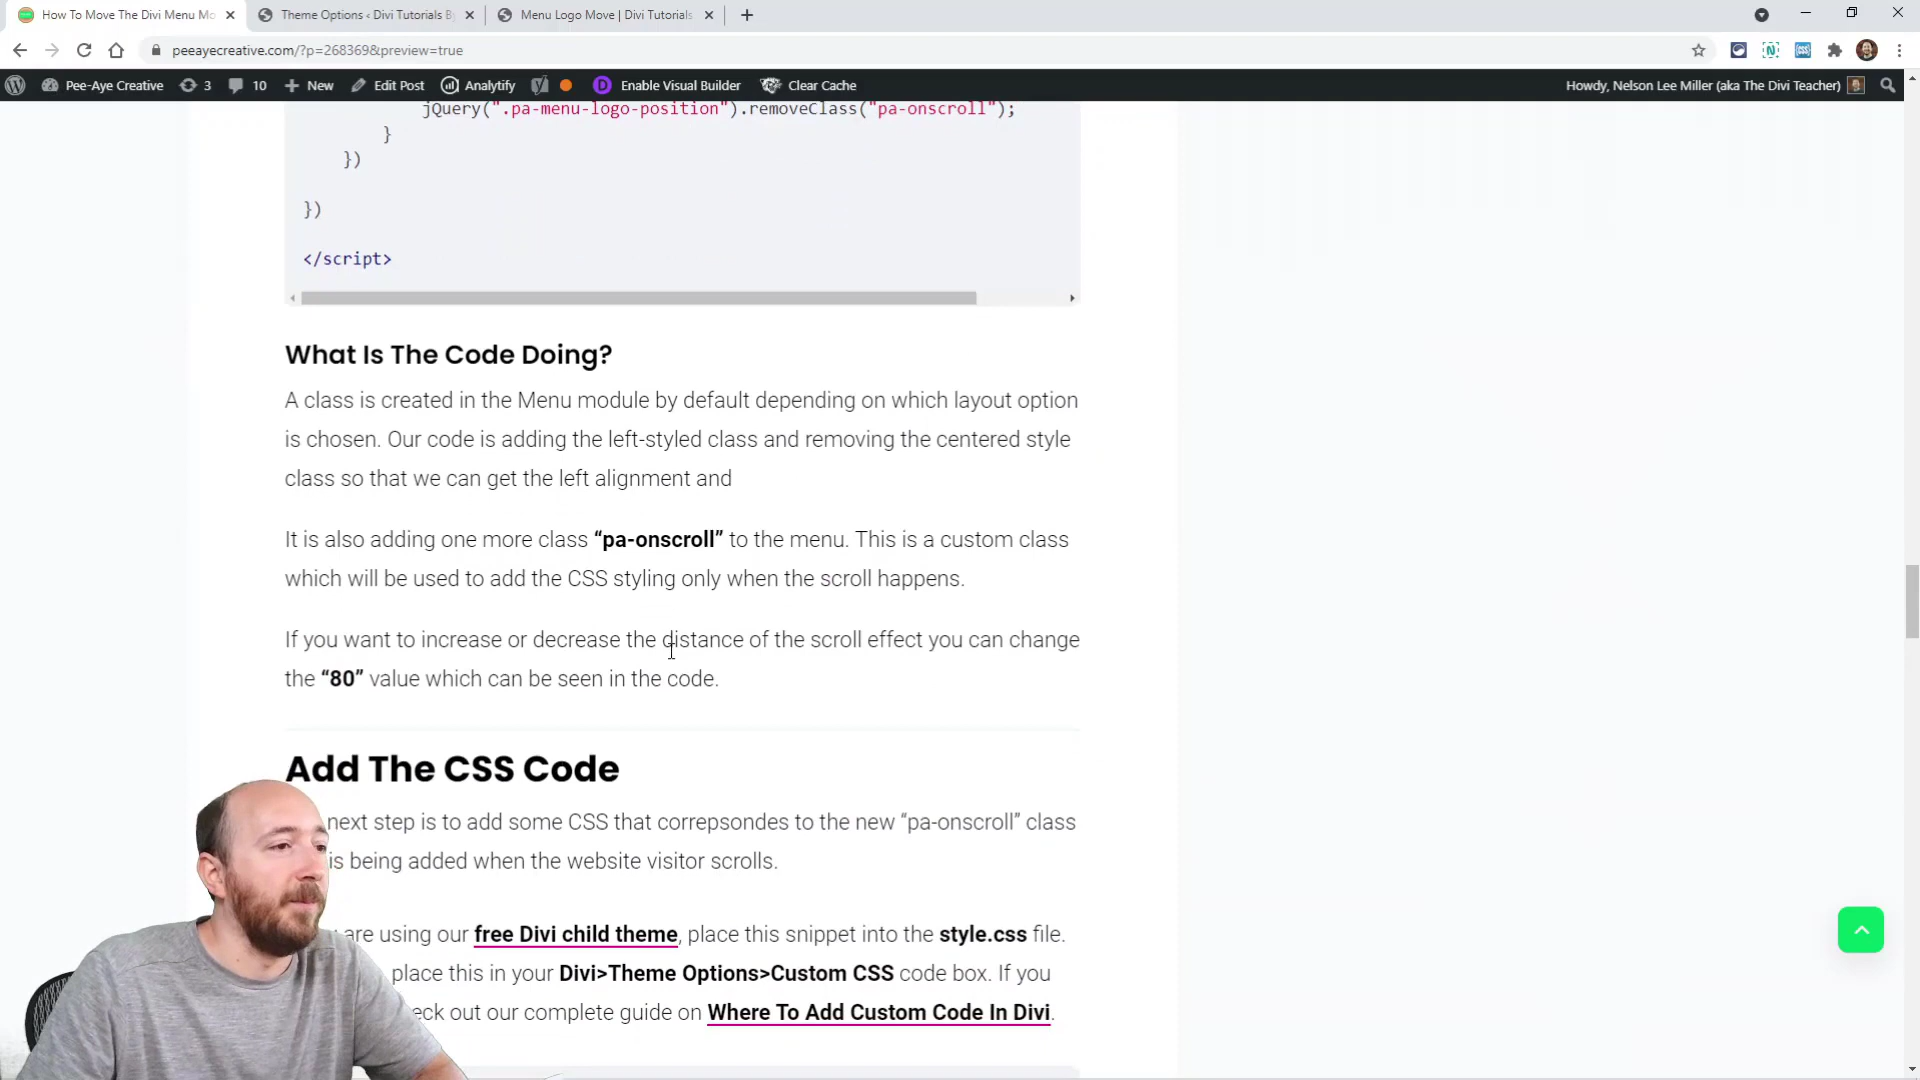 How To Move The Divi Menu Mo
Theme Options ‹ Divi Tutorials By
Menu Logo Move | Divi Tutorials
peeayecreative.com/?p=268369&preview=true
Pee-Aye Creative
3
10
New
Edit Post
Analytify
Enable Visual Builder
Clear Cache
Howdy, Nelson Lee Miller (aka The Divi Teacher)
jQuery(".pa-menu-logo-position").removeClass("pa-onscroll");
}
})
})
</script>
What Is The Code Doing?
A class is created in the Menu module by default depending on which layout option
is chosen. Our code is adding the left-styled class and removing the centered style
class so that we can get the left alignment and
It is also adding one more class “pa-onscroll” to the menu. This is a custom class
which will be used to add the CSS styling only when the scroll happens.
If you want to increase or decrease the distance of the scroll effect you can change
the “80” value which can be seen in the code.
Add The CSS Code
next step is to add some CSS that correpsondes to the new “pa-onscroll” class
is being added when the website visitor scrolls.
are using our free Divi child theme, place this snippet into the style.css file.
place this in your Divi>Theme Options>Custom CSS code box. If you
eck out our complete guide on Where To Add Custom Code In Divi.